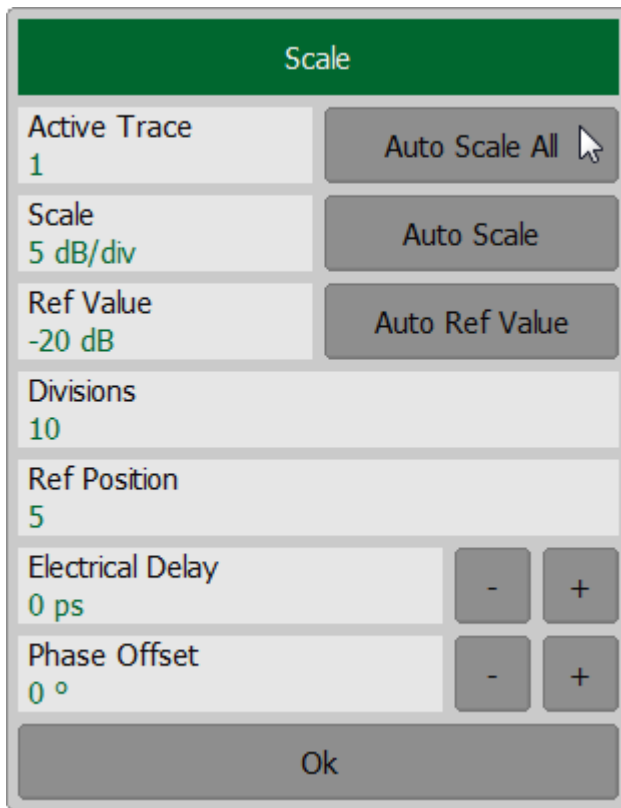 Scale
Active Trace
1
Auto Scale All
Scale
5 dB/div
Auto Scale
Ref Value
-20 dB
Auto Ref Value
Divisions
10
Ref Position
5
Electrical Delay
0 ps
-
+
Phase Offset
0 º
-
+
Ok